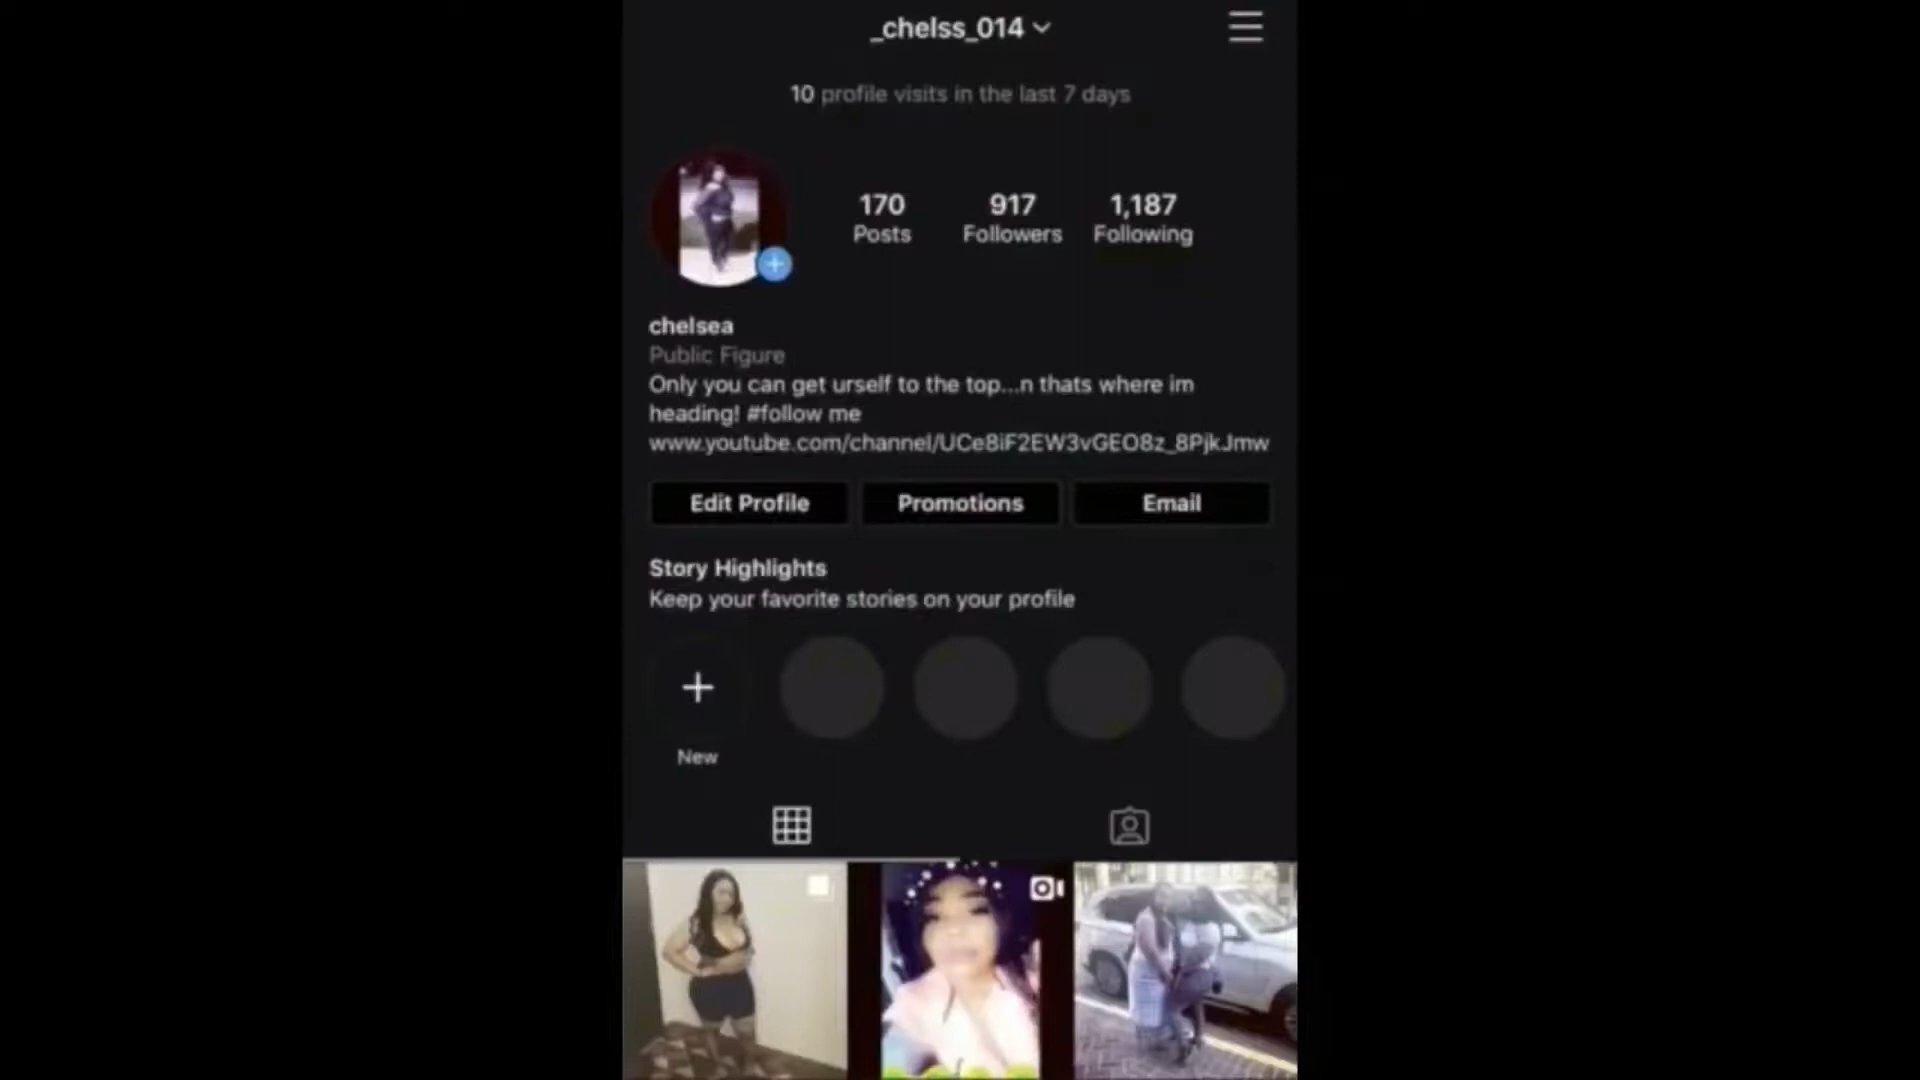 _chelss_014
10 profile visits in the last 7 days
170 917 1,187
Posts Followers Following
chelsea
Public Figure
Only you can get urself to the top...n thats where im
heading! #follow me
www.youtube.com/channel/UCe8iF2EW3vGEO8z_8PjkJmw
Edit Profile Promotions Email
Story Highlights
Keep your favorite stories on your profile
New